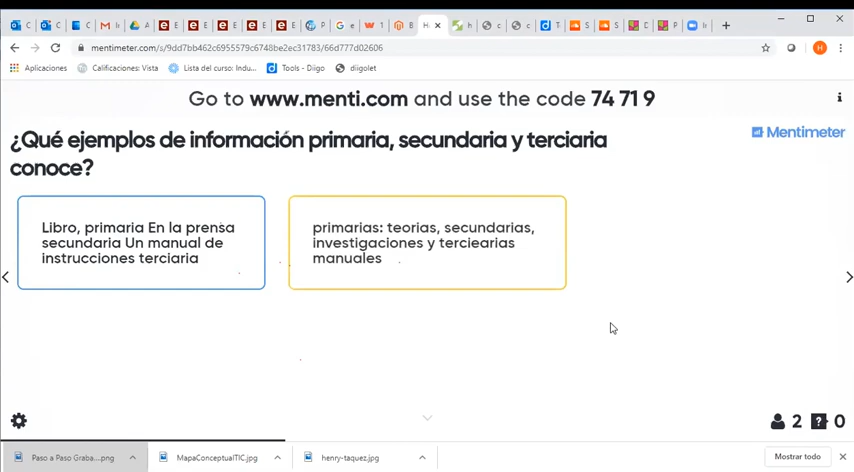 C
C
C
M Ir
A
E
E
E
E
E
P
G e
W 1
B
H
h
c
c
T
S
S
D
P
Ir
mentimeter.com/s/9dd7bb462c6955579c6748be2ec31783/66d777d02606
H
Aplicaciones
Calificaciones: Vista
Lista del curso: Indu...
Tools - Diigo
diigolet
Go to www.menti.com and use the code 74 71 9
i
¿Qué ejemplos de información primaria, secundaria y terciaria
conoce?
Mentimeter
Libro, primaria En la prensa
secundaria Un manual de
instrucciones terciaria
primarias: teorias, secundarias,
investigaciones y terciearias
manuales
2
? 0
Paso a Paso Graba....png
MapaConceptualTIC.jpg
henry-taquez.jpg
Mostrar todo